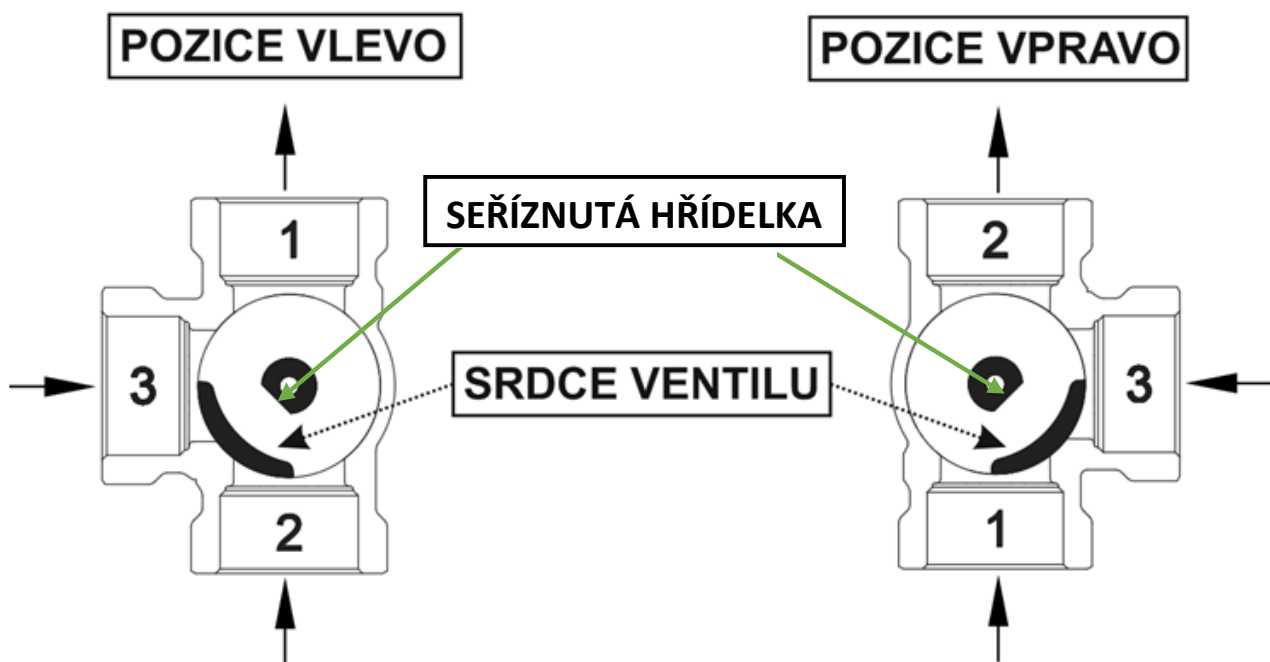 POZICE VLEVO
POZICE VPRAVO
SEŘÍZNUTÁ HŘÍDELKA
1
2
3
SRDCE VENTILU
3
2
1